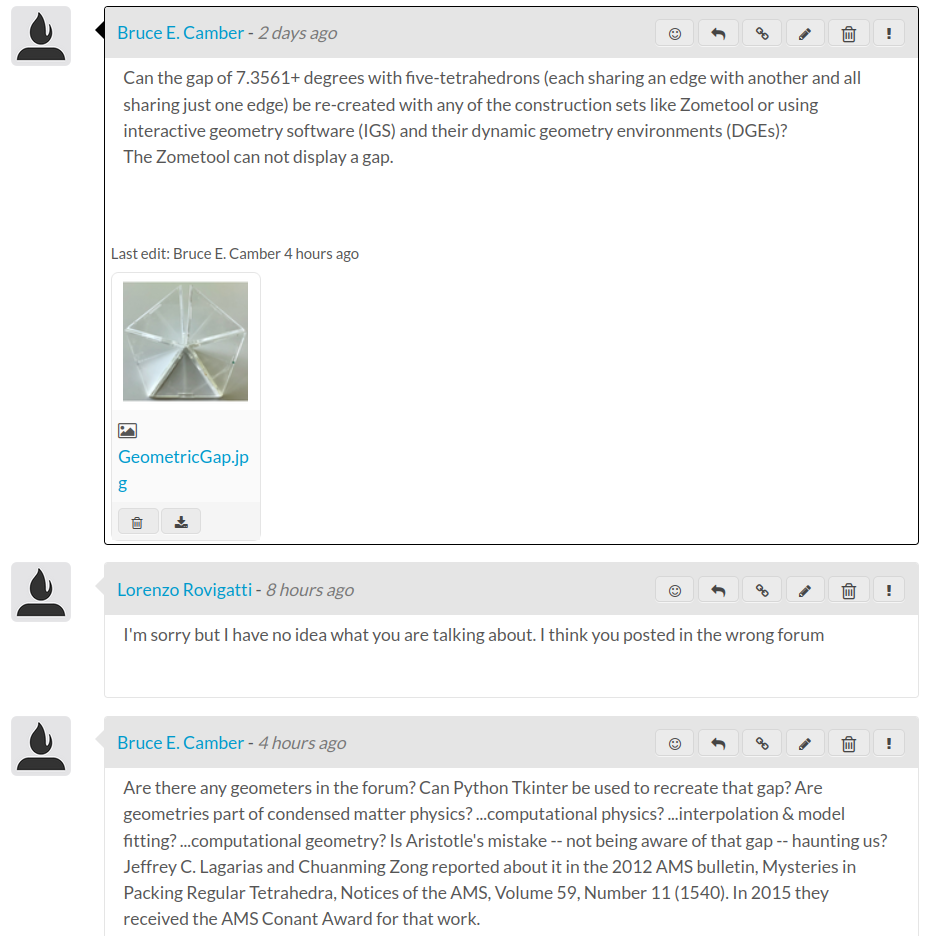 Bruce E. Camber - 2 days ago
Can the gap of 7.3561+ degrees with five-tetrahedrons (each sharing an edge with another and all
sharing just one edge) be re-created with any of the construction sets like Zometool or using
interactive geometry software (IGS) and their dynamic geometry environments (DGEs)?
The Zometool can not display a gap.
Last edit: Bruce E. Camber 4 hours ago
GeometricGap.jp
g
Lorenzo Rovigatti - 8 hours ago
I'm sorry but I have no idea what you are talking about. I think you posted in the wrong forum
Bruce E. Camber - 4 hours ago
Are there any geometers in the forum? Can Python Tkinter be used to recreate that gap? Are
geometries part of condensed matter physics? ...computational physics? ...interpolation & model
fitting? ...computational geometry? Is Aristotle's mistake -- not being aware of that gap -- haunting us?
Jeffrey C. Lagarias and Chuanming Zong reported about it in the 2012 AMS bulletin, Mysteries in
Packing Regular Tetrahedra, Notices of the AMS, Volume 59, Number 11 (1540). In 2015 they
received the AMS Conant Award for that work.